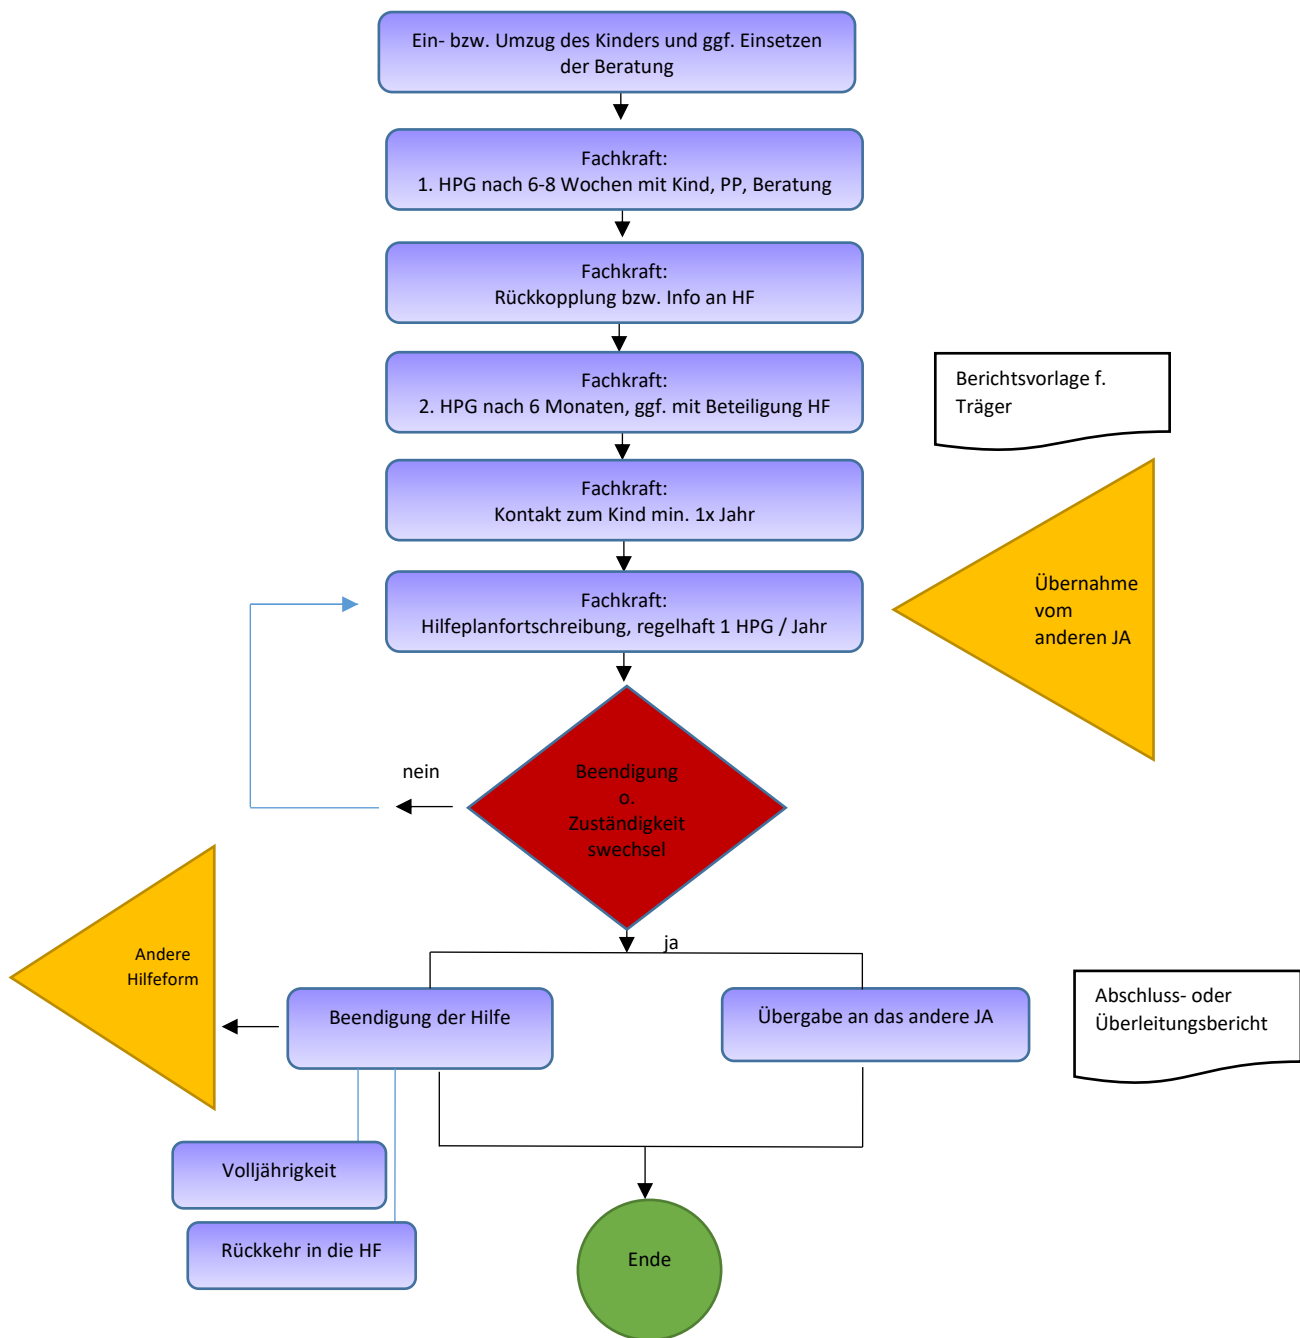 Ein- bzw. Umzug des Kinders und ggf. Einsetzen
der Beratung
Fachkraft:
1. HPG nach 6-8 Wochen mit Kind, PP, Beratung
Fachkraft:
Rückkopplung bzw. Info an HF
Fachkraft:
2. HPG nach 6 Monaten, ggf. mit Beteiligung HF
Berichtsvorlage f.
Träger
Fachkraft:
Kontakt zum Kind min. 1x Jahr
Fachkraft:
Hilfeplanfortschreibung, regelhaft 1 HPG / Jahr
Übernahme
vom
anderen JA
nein
Beendigung
o.
Zuständigkeit
swechsel
ja
Andere
Hilfeform
Beendigung der Hilfe
Übergabe an das andere JA
Abschluss- oder
Überleitungsbericht
Volljährigkeit
Rückkehr in die HF
Ende